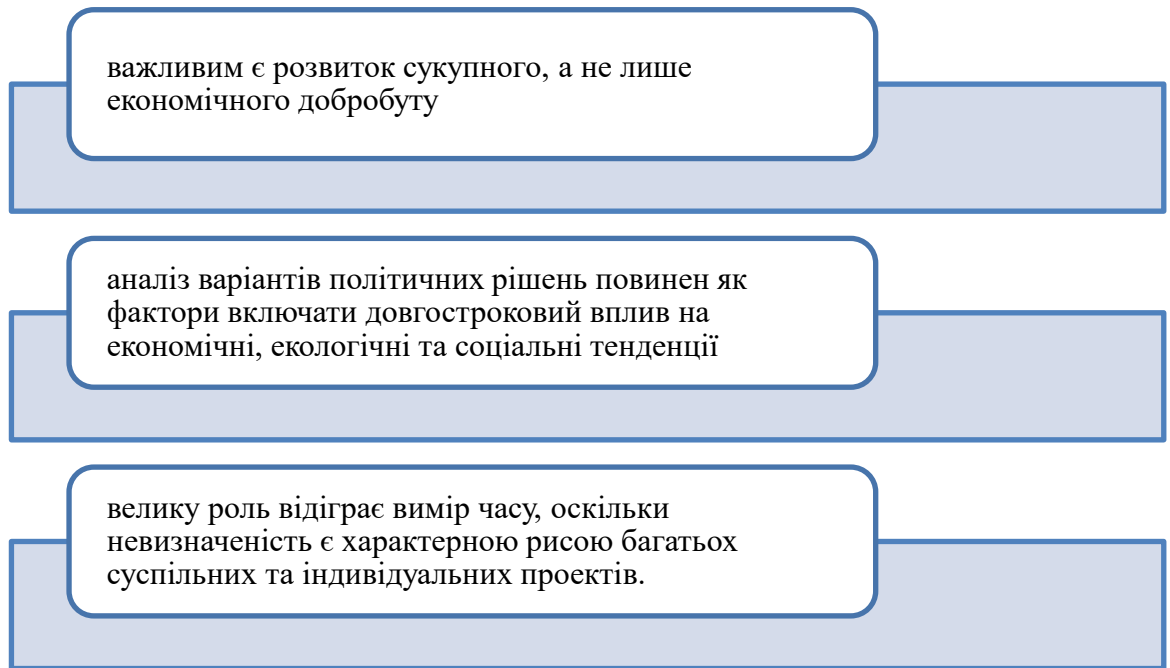 важливим є розвиток сукупного, а не лише
економічного добробуту
аналіз варіантів політичних рішень повинен як
фактори включати довгостроковий вплив на
економічні, екологічні та соціальні тенденції
велику роль відіграє вимір часу, оскільки
невизначеність є характерною рисою багатьох
суспільних та індивідуальних проектів.